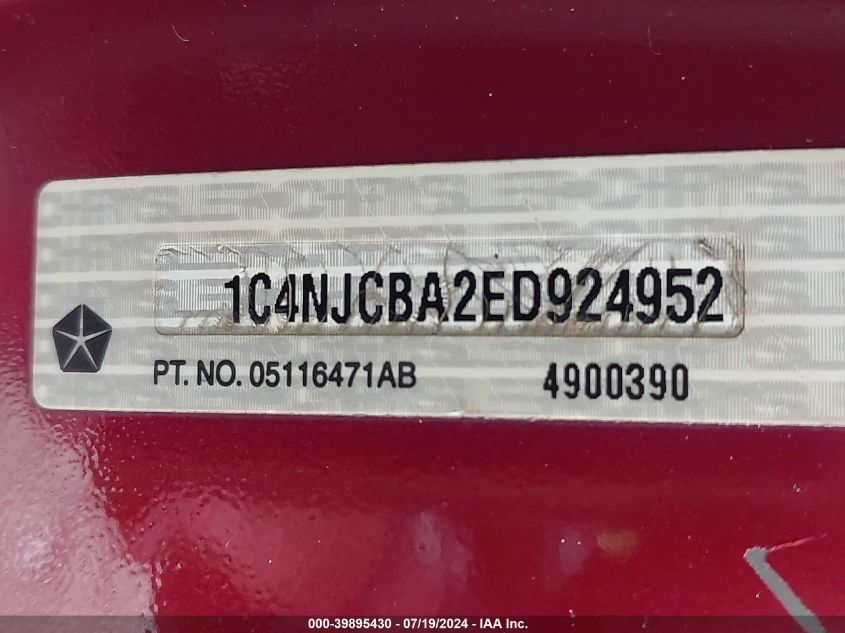 1C4NJCBA2ED924952
PT. NO. 05116471AB 4900390
000-39895430 - 07/19/2024 - IAA Inc.